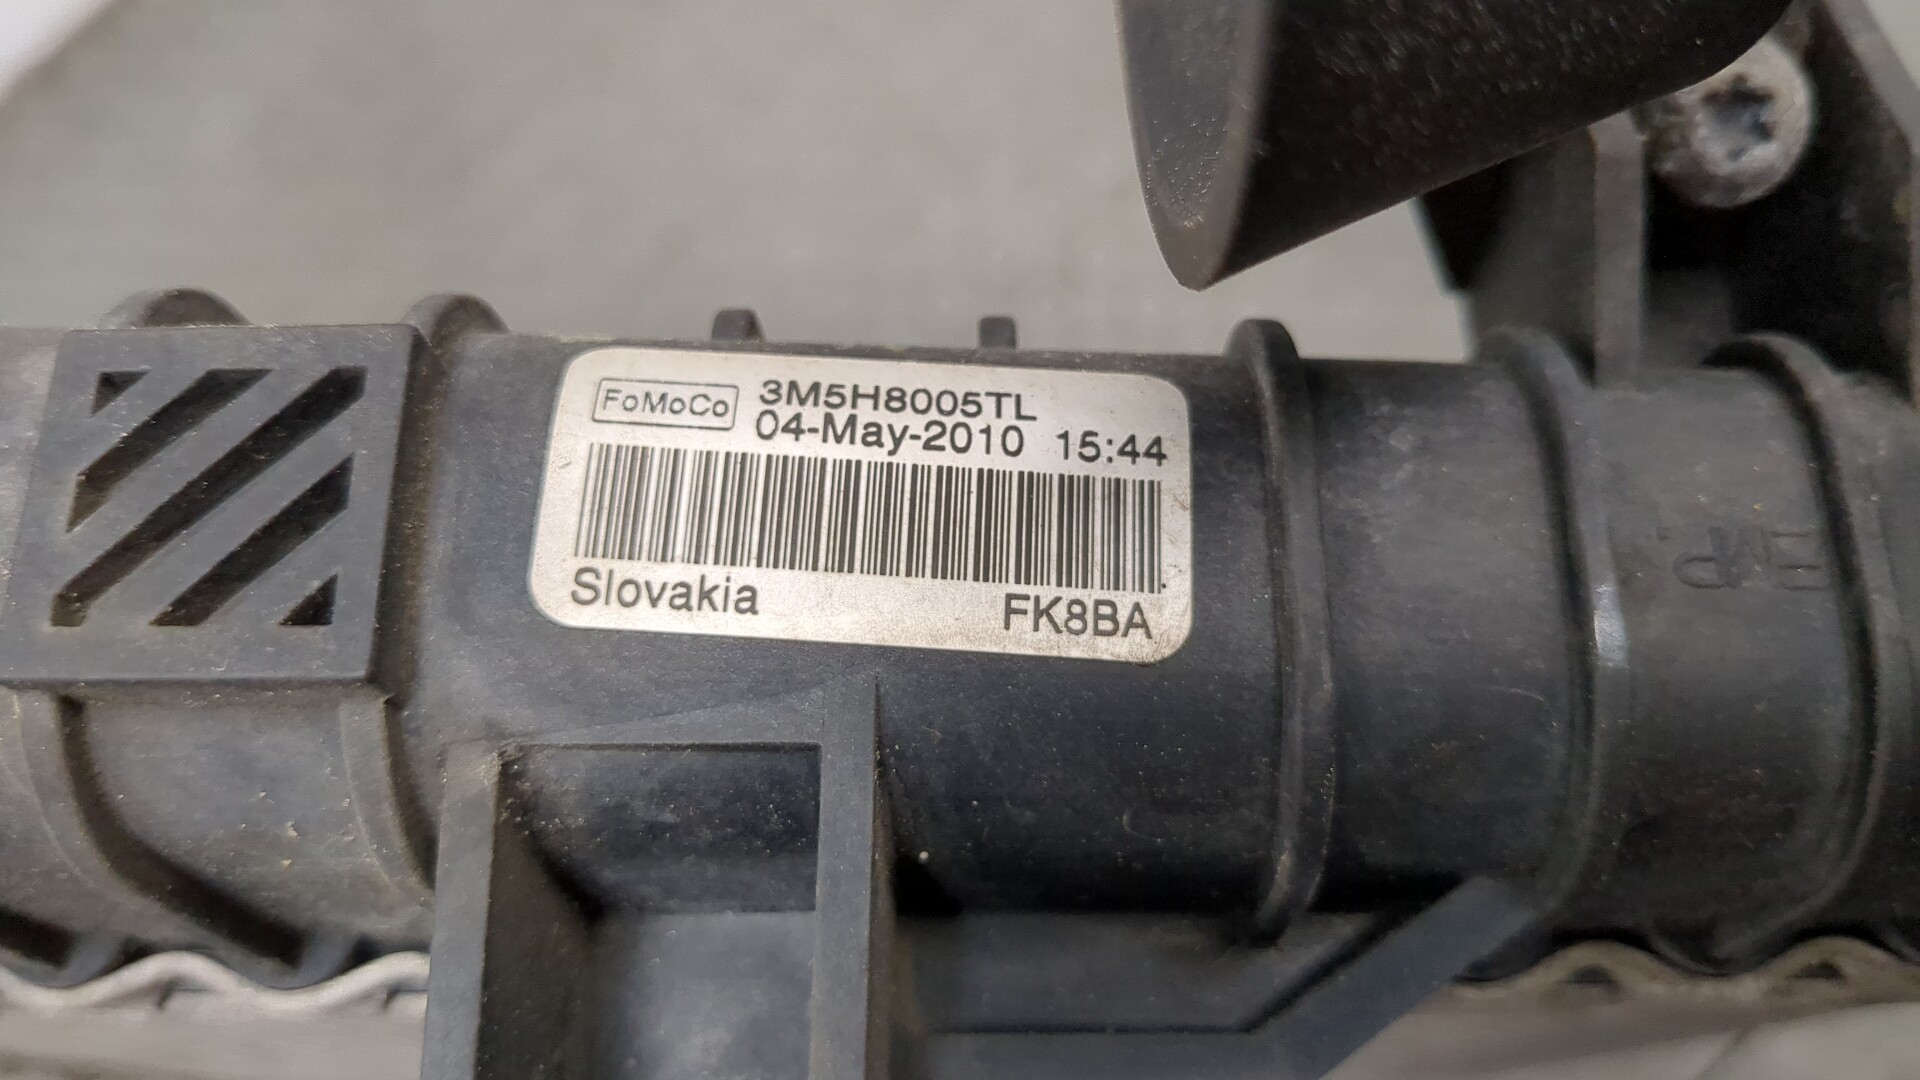 FoMoCo 3M5H8005TL
04-May-2010 15:44
Slovakia FK8BA